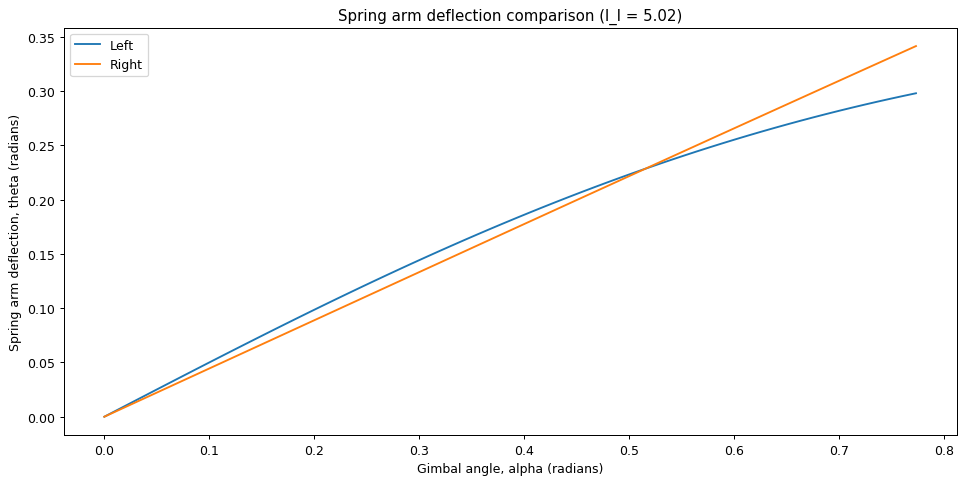 Spring arm deflection comparison (l_l = 5.02)
Left
Right
0.35
0.30
0.25
0.20
0.15
0.10
0.05
0.00
Spring arm deflection, theta (radians)
0.0 0.1 0.2 0.3 0.4 0.5 0.6 0.7 0.8
Gimbal angle, alpha (radians)